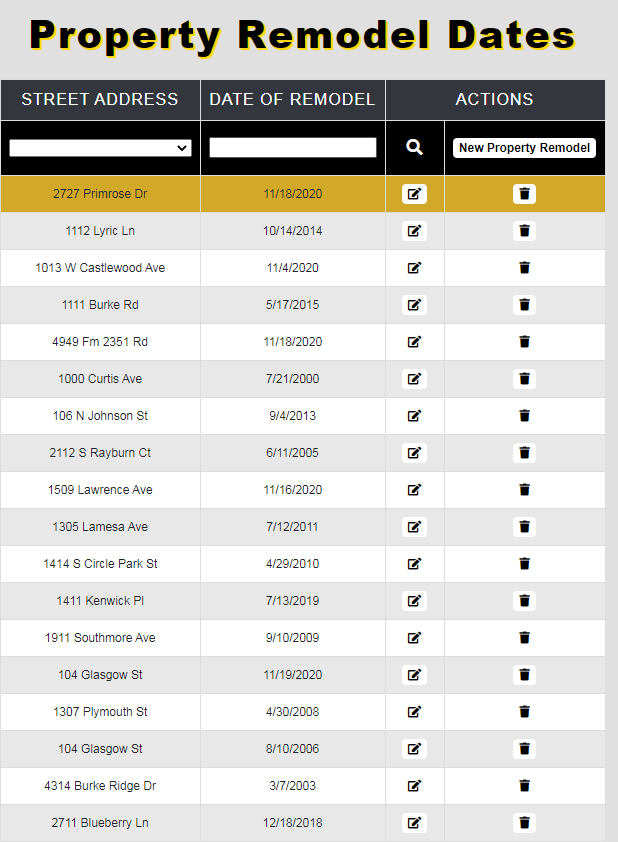 Property Remodel Dates
STREET ADDRESS DATE OF REMODEL ACTIONS
New Property Remodel
2727 Primrose Dr 11/18/2020
1112 Lyric Ln 10/14/2014
1013 W Castlewood Ave 11/4/2020
1111 Burke Rd 5/17/2015
4949 Fm 2351 Rd 11/18/2020
1000 Curtis Ave 7/21/2000
106 N Johnson St 9/4/2013
2112 S Rayburn Ct 6/11/2005
1509 Lawrence Ave 11/16/2020
1305 Lamesa Ave 7/12/2011
1414 S Circle Park St 4/29/2010
1411 Kenwick Pl 7/13/2019
1911 Southmore Ave 9/10/2009
104 Glasgow St 11/19/2020
1307 Plymouth St 4/30/2008
104 Glasgow St 8/10/2006
4314 Burke Ridge Dr 3/7/2003
2711 Blueberry Ln 12/18/2018